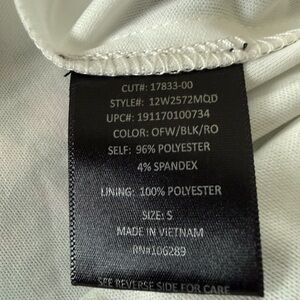 CUT#: 17833-00
STYLE#: 12W2572MOD
UPC#: 191170100734
COLOR: OFW/BLK/RO
SELF: 96% POLYESTER
4% SPANDEX
LINING: 100% POLYESTER
SIZE: S
MADE IN VIETNAM
RN#106289
SEE REVERSE SIDE FOR CARE